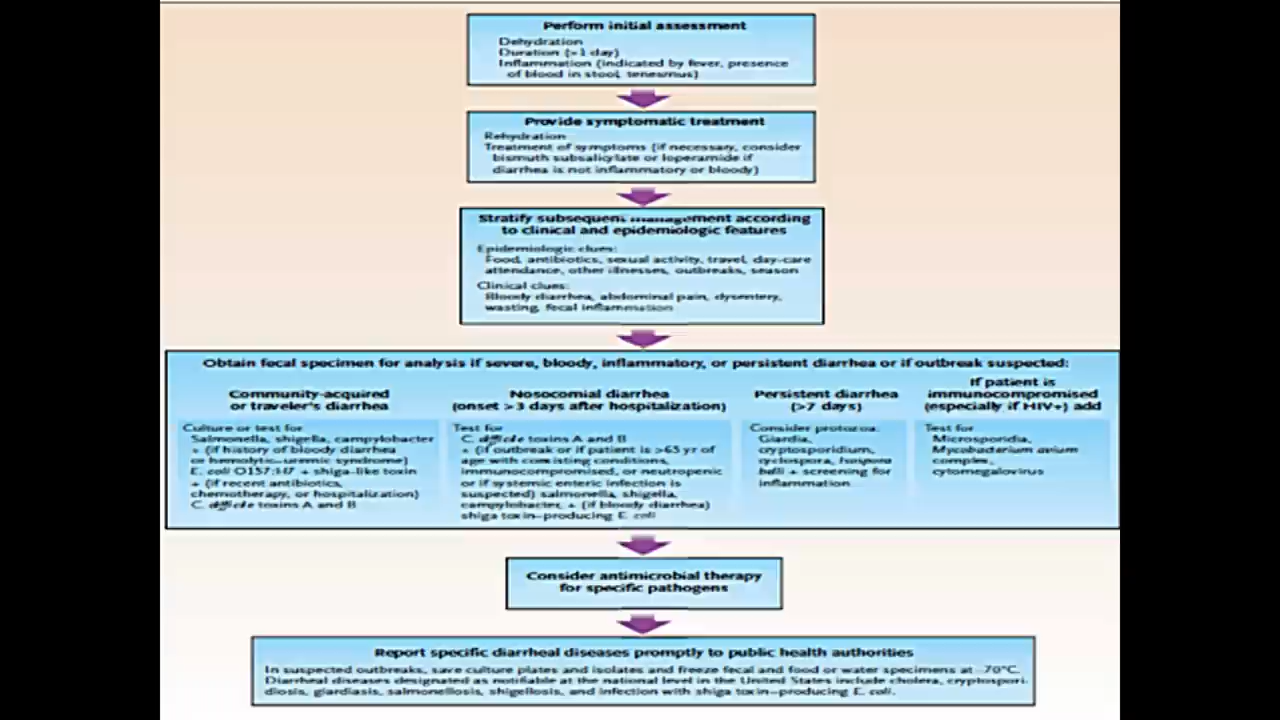 Perform initial assessment
Dehydration
Duration (>1 day)
Inflammation (indicated by fever, presence
of blood in stool, tenesmus)
Provide symptomatic treatment
Rehydration
Treatment of symptoms (if necessary, consider
bismuth subsalicylate or loperamide if
diarrhea is not inflammatory or bloody)
Stratify subsequent management according
to clinical and epidemiologic features
Epidemiologic clues:
Food, antibiotics, sexual activity, travel, day-care
attendance, other illnesses, outbreaks, season
Clinical clues:
Bloody diarrhea, abdominal pain, dysentery,
wasting, fecal inflammation
Obtain fecal specimen for analysis if severe, bloody, inflammatory, or persistent diarrhea or if outbreak suspected:
Community-acquired
or traveler's diarrhea
Culture or test for
Salmonella, shigella, campylobacter
+ (if history of bloody diarrhea
or hemolytic-uremic syndrome)
E. coli O157:H7 + shiga-like toxin
+ (if recent antibiotics,
chemotherapy, or hospitalization)
C. difficile toxins A and B
Nosocomial diarrhea
(onset >3 days after hospitalization)
Test for
C. difficile toxins A and B
+ (if outbreak or if patient is >65 yr of
age with coexisting conditions,
immunocompromised, or neutropenic
or if systemic enteric infection is
suspected) salmonella, shigella,
campylobacter, + (if bloody diarrhea)
shiga toxin-producing E. coli
Persistent diarrhea
(>7 days)
Consider protozoa:
Giardia,
cryptosporidium,
cyclospora, Isospora
belli + screening for
inflammation
If patient is
immunocompromised
(especially if HIV+) add
Test for
Microsporidia,
Mycobacterium avium
complex,
cytomegalovirus
Consider antimicrobial therapy
for specific pathogens
Report specific diarrheal diseases promptly to public health authorities
In suspected outbreaks, save culture plates and isolates and freeze fecal and food or water specimens at -70°C.
Diarrheal diseases designated as notifiable at the national level in the United States include cholera, cryptospori-
diosis, giardiasis, salmonellosis, shigellosis, and infection with shiga toxin-producing E. coli.